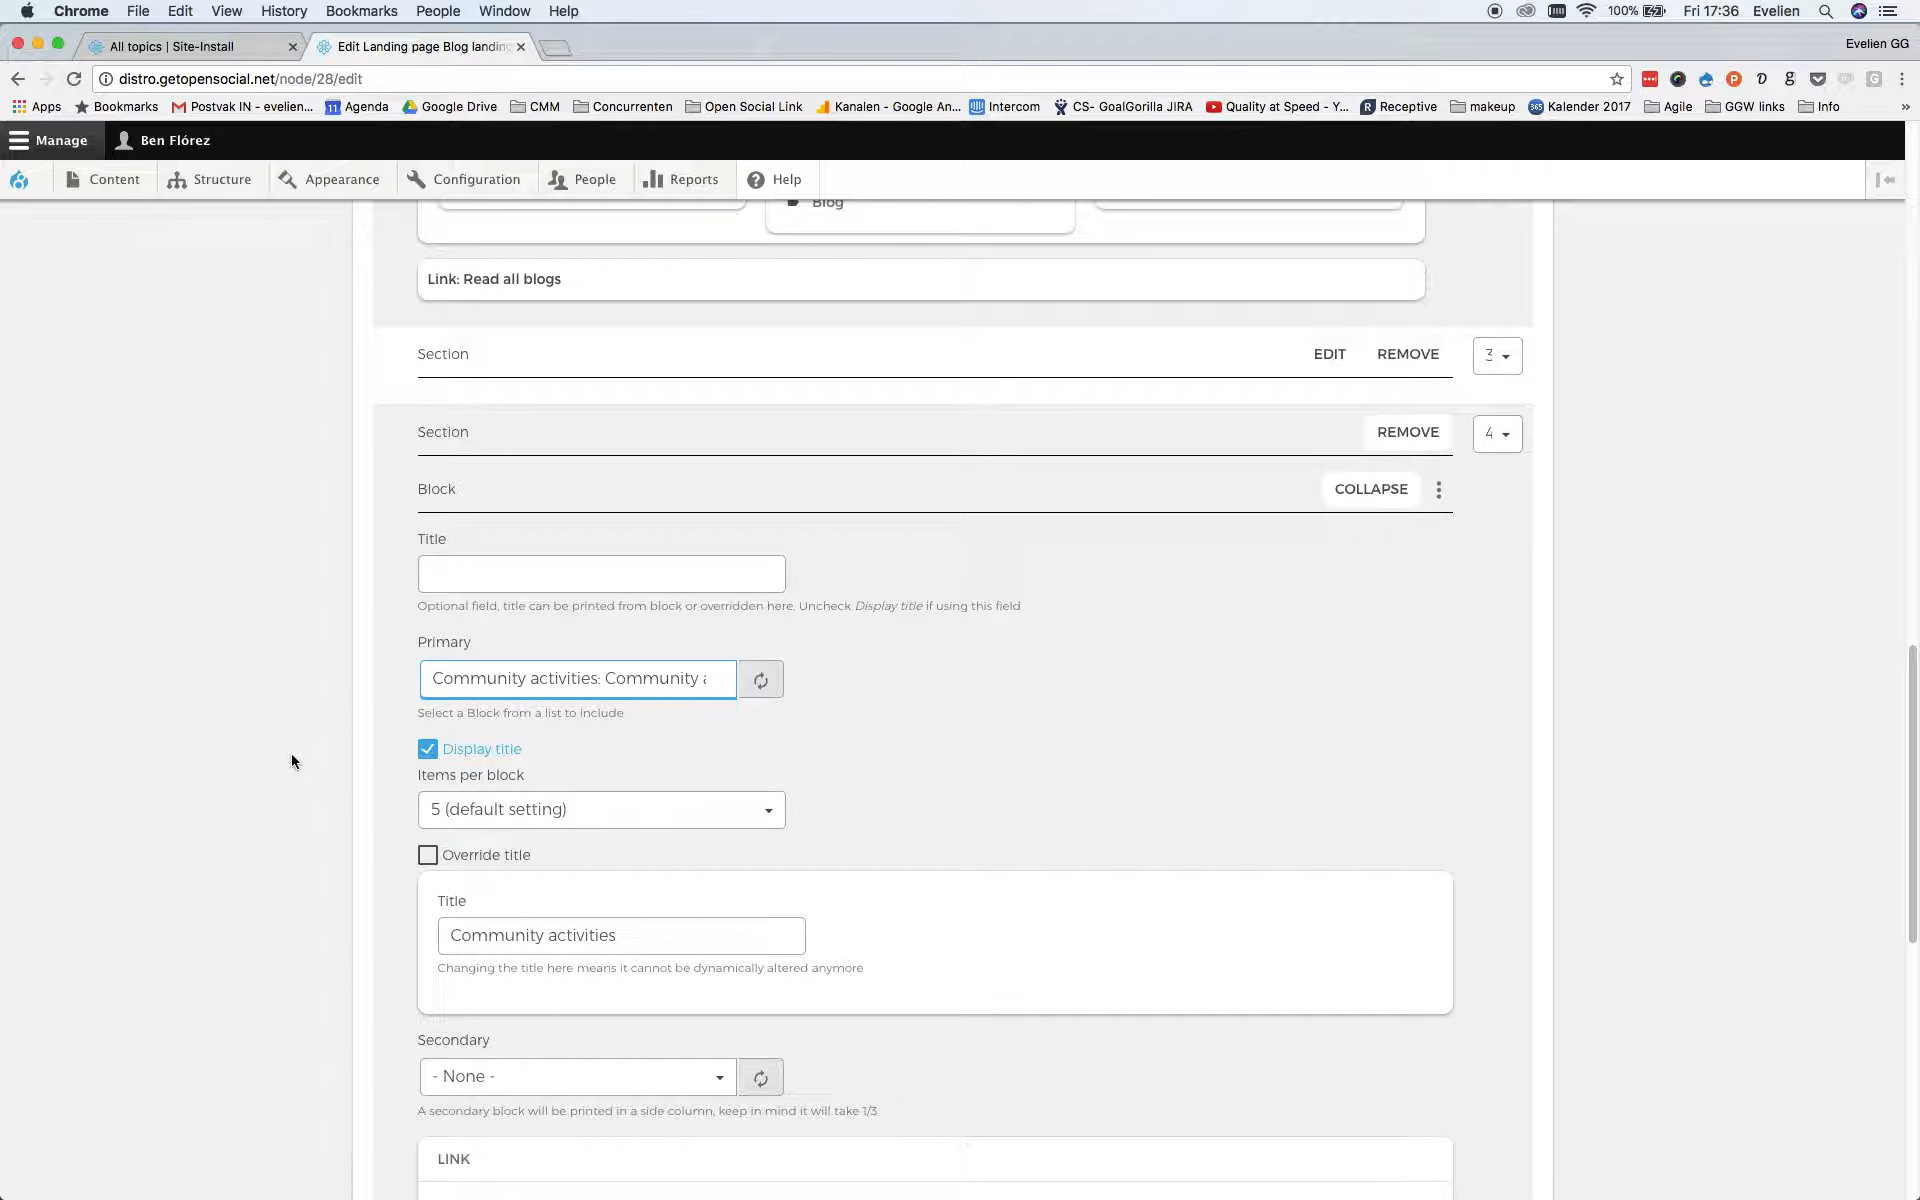 Chrome File Edit View History Bookmarks People Window Help 100% Fri 17:36 Evelien
All topics | Site-Install
Edit Landing page Blog landin
Evelien GG
distro.getopensocial.net/node/28/edit
Apps Bookmarks Postvak IN - evelien... 11 Agenda Google Drive CMM Concurrenten Open Social Link Kanalen - Google An... Intercom CS- GoalGorilla JIRA Quality at Speed - Y... Receptive makeup 365 Kalender 2017 Agile GGW links Info »
Manage Ben Flórez
Content Structure Appearance Configuration People Reports Help
Blog
Link: Read all blogs
Section EDIT REMOVE 3
Section REMOVE 4
Block COLLAPSE
Title
Optional field, title can be printed from block or overridden here. Uncheck Display title if using this field
Primary
Community activities: Community a
Select a Block from a list to include
Display title
Items per block
5 (default setting)
Override title
Title
Community activities
Changing the title here means it cannot be dynamically altered anymore
Secondary
- None -
A secondary block will be printed in a side column, keep in mind it will take 1/3
LINK